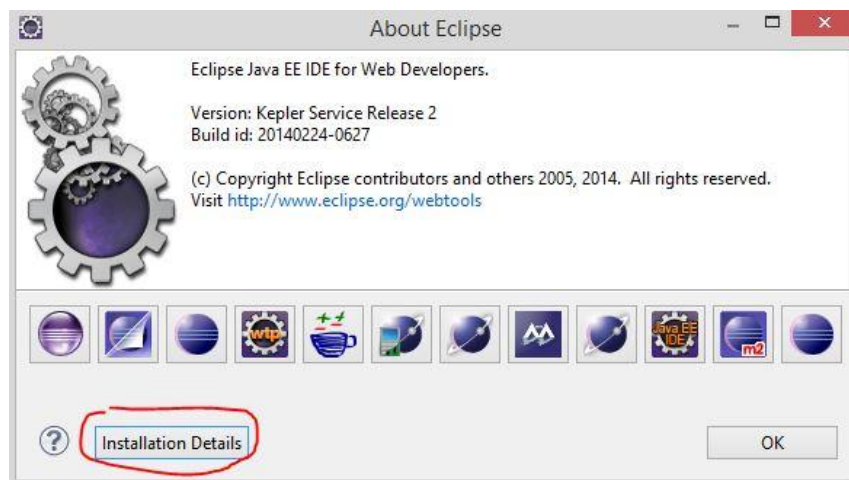 About Eclipse
Eclipse Java EE IDE for Web Developers.
Version: Kepler Service Release 2
Build id: 20140224-0627
(c) Copyright Eclipse contributors and others 2005, 2014.  All rights reserved.
Visit http://www.eclipse.org/webtools
wtp
Java EE
IDE
m2
?
Installation Details
OK